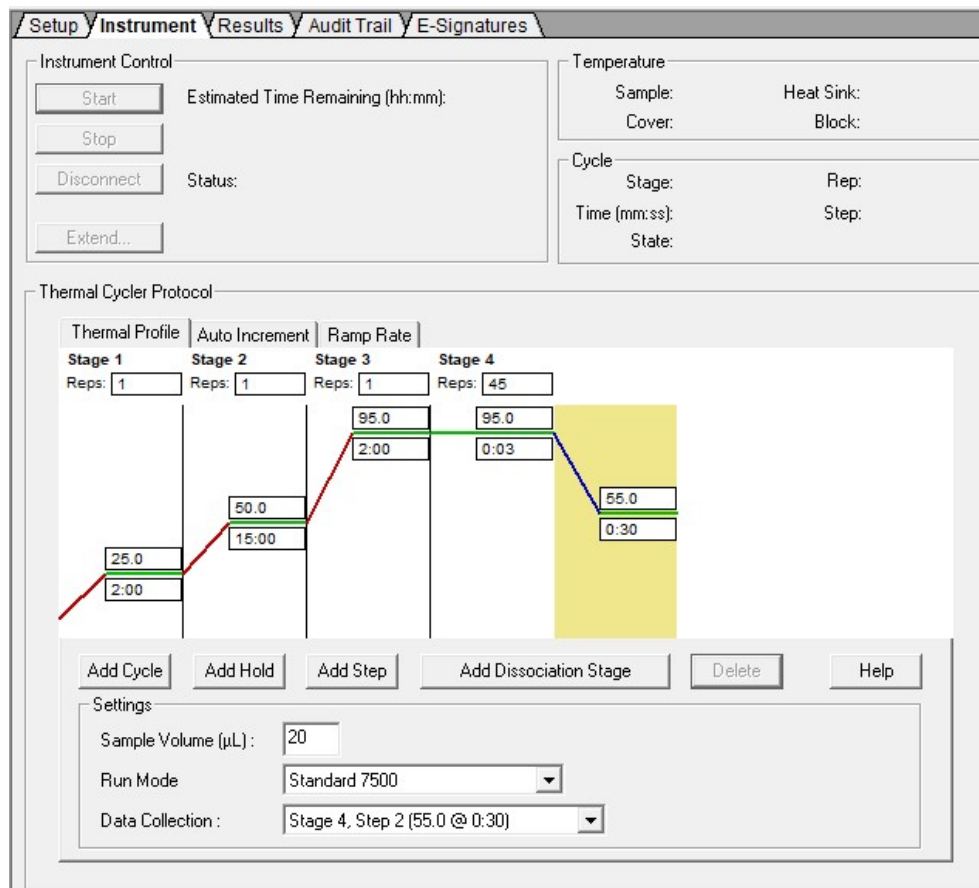 Setup Instrument Results Audit Trail E-Signatures
Instrument Control
Start Estimated Time Remaining (hh:mm):
Stop
Disconnect Status:
Extend...
Temperature
Sample: Heat Sink:
Cover: Block:
Cycle
Stage: Rep:
Time (mm:ss): Step:
State:
Thermal Cycler Protocol
Thermal Profile Auto Increment Ramp Rate
Stage 1 Stage 2 Stage 3 Stage 4
Reps: 1 Reps: 1 Reps: 1 Reps: 45
95.0 95.0
2:00 0:03
50.0 55.0
15:00 0:30
25.0
2:00
Add Cycle Add Hold Add Step Add Dissociation Stage Delete Help
Settings
Sample Volume (µL) : 20
Run Mode Standard 7500
Data Collection : Stage 4, Step 2 (55.0 @ 0:30)